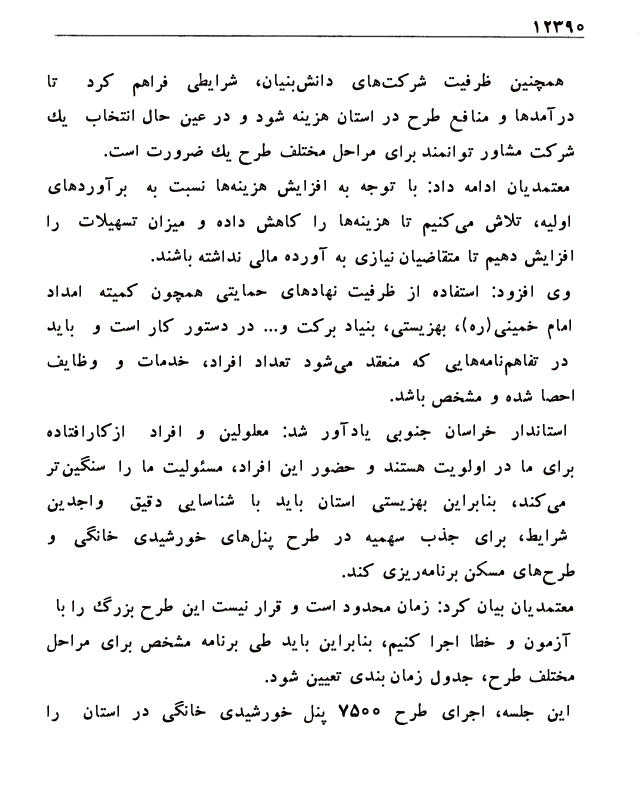 ۱۲۳۹۰
همچنین ظرفیت شرکت‌های دانش‌بنیان، شرایطی فراهم کرد تا
درآمدها و منافع طرح در استان هزینه شود و در عین حال انتخاب یك
شرکت مشاور توانمند برای مراحل مختلف طرح یك ضرورت است.
معتمدیان ادامه داد: با توجه به افزایش هزینه‌ها نسبت به برآوردهای
اولیه، تلاش می‌کنیم تا هزینه‌ها را کاهش داده و میزان تسهیلات را
افزایش دهیم تا متقاضیان نیازی به آورده مالی نداشته باشند.
وی افزود: استفاده از ظرفیت نهادهای حمایتی همچون کمیته امداد
امام خمینی(ره)، بهزیستی، بنیاد برکت و... در دستور کار است و باید
در تفاهم‌نامه‌هایی که منعقد می‌شود تعداد افراد، خدمات و وظایف
احصا شده و مشخص باشد.
استاندار خراسان جنوبی یادآور شد: معلولین و افراد ازکارافتاده
برای ما در اولویت هستند و حضور این افراد، مسئولیت ما را سنگین‌تر
می‌کند، بنابراین بهزیستی استان باید با شناسایی دقیق واجدین
شرایط، برای جذب سهمیه در طرح پنل‌های خورشیدی خانگی و
طرح‌های مسکن برنامه‌ریزی کند.
معتمدیان بیان کرد: زمان محدود است و قرار نیست این طرح بزرگ را با
آزمون و خطا اجرا کنیم، بنابراین باید طی برنامه مشخص برای مراحل
مختلف طرح، جدول زمان بندی تعیین شود.
این جلسه، اجرای طرح ۷۵۰۰ پنل خورشیدی خانگی در استان را